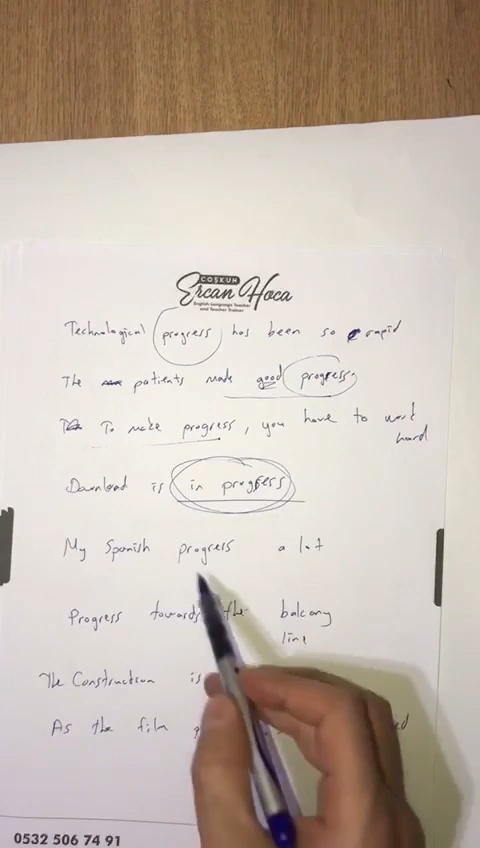 COŞKUN
Ercan Hoca
English Language Teacher
and Teacher Trainer
Technological progress has been so rapid
The patients made good progress
To make progress, you have to work
hard
Download is in progress
My Spanish progress a lot
Progress towards the balcany
line
The Construction is
As the film
0532 506 74 91